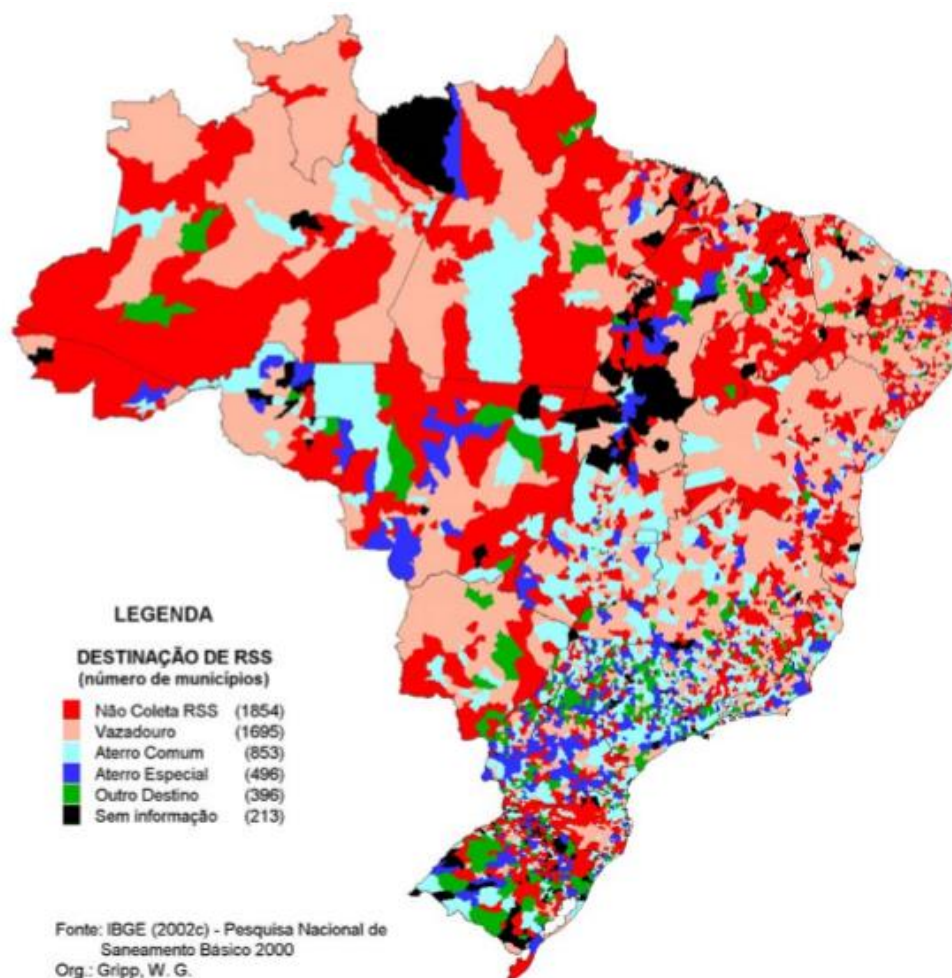 LEGENDA
DESTINAÇÃO DE RSS
(número de municípios)
Não Coleta RSS (1854)
Vazadouro (1695)
Aterro Comum (853)
Aterro Especial (496)
Outro Destino (396)
Sem informação (213)
Fonte: IBGE (2002c) - Pesquisa Nacional de
Saneamento Básico 2000
Org.: Gripp, W. G.